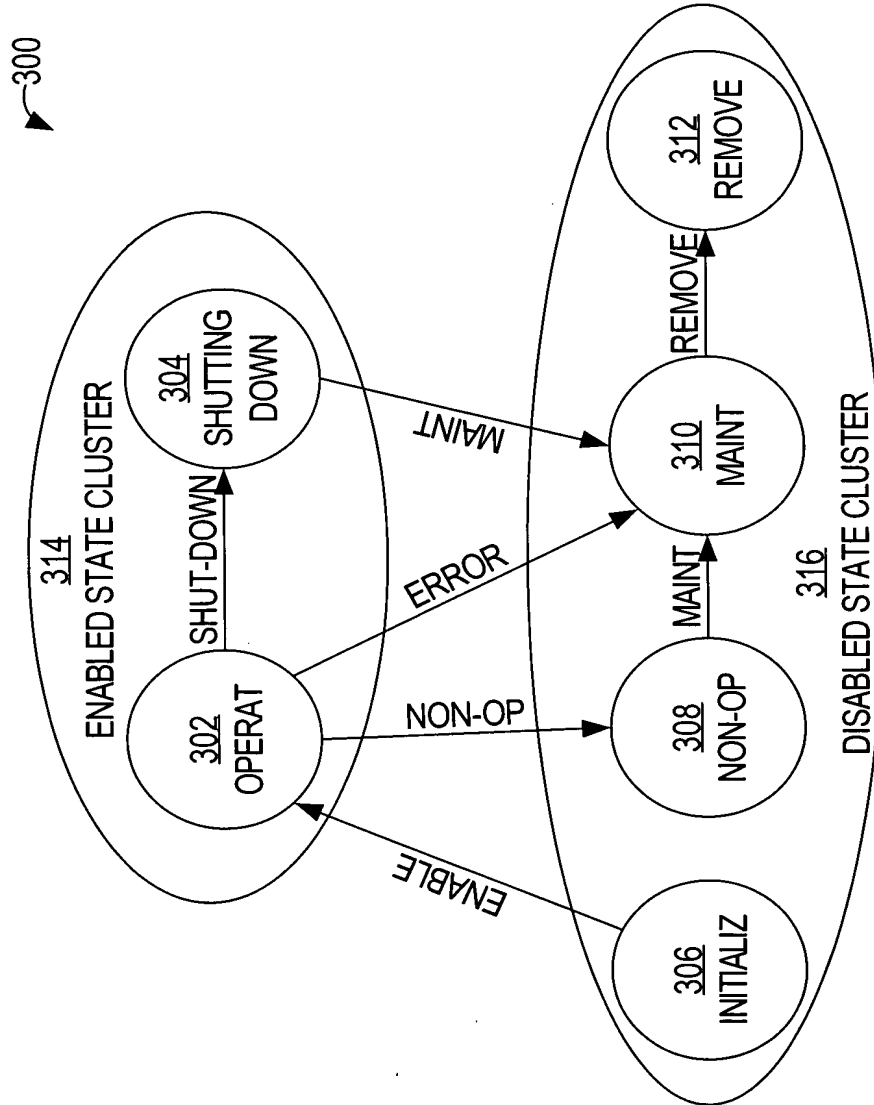 300
314
ENABLED STATE CLUSTER
302
OPERAT
SHUT-DOWN
304
SHUTTING
DOWN
ENABLE
NON-OP
ERROR
MAINT
306
INITIALIZ
308
NON-OP
MAINT
310
MAINT
REMOVE
312
REMOVE
316
DISABLED STATE CLUSTER